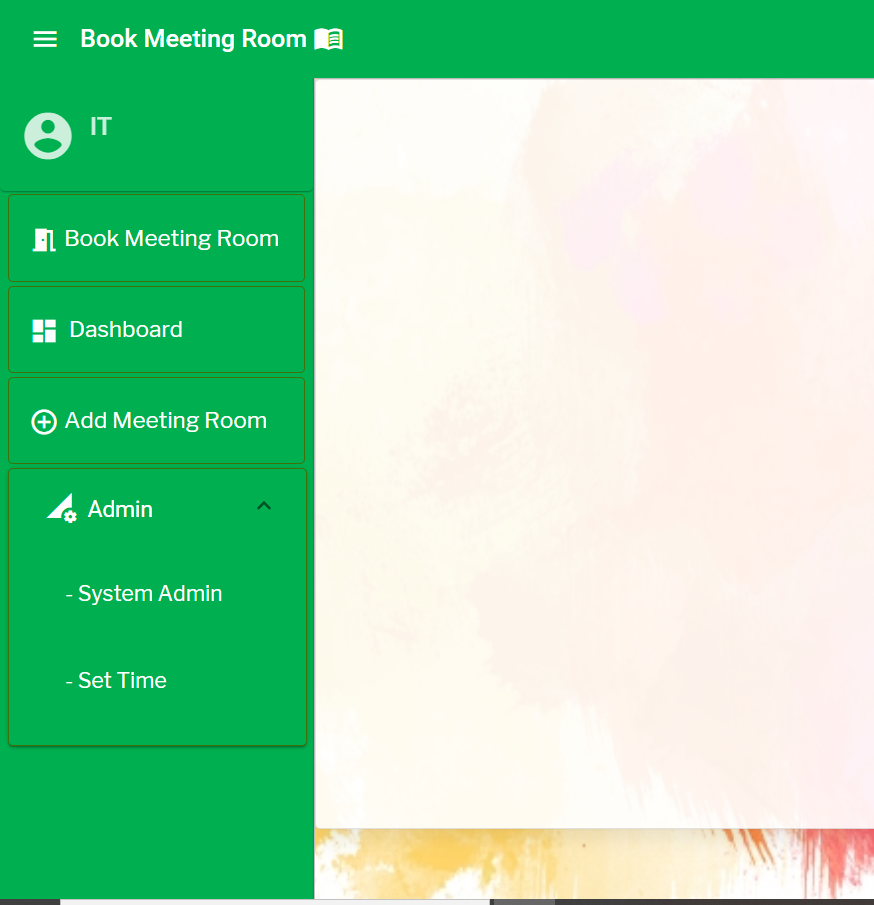 Book Meeting Room
IT
Book Meeting Room
Dashboard
Add Meeting Room
Admin
- System Admin
- Set Time